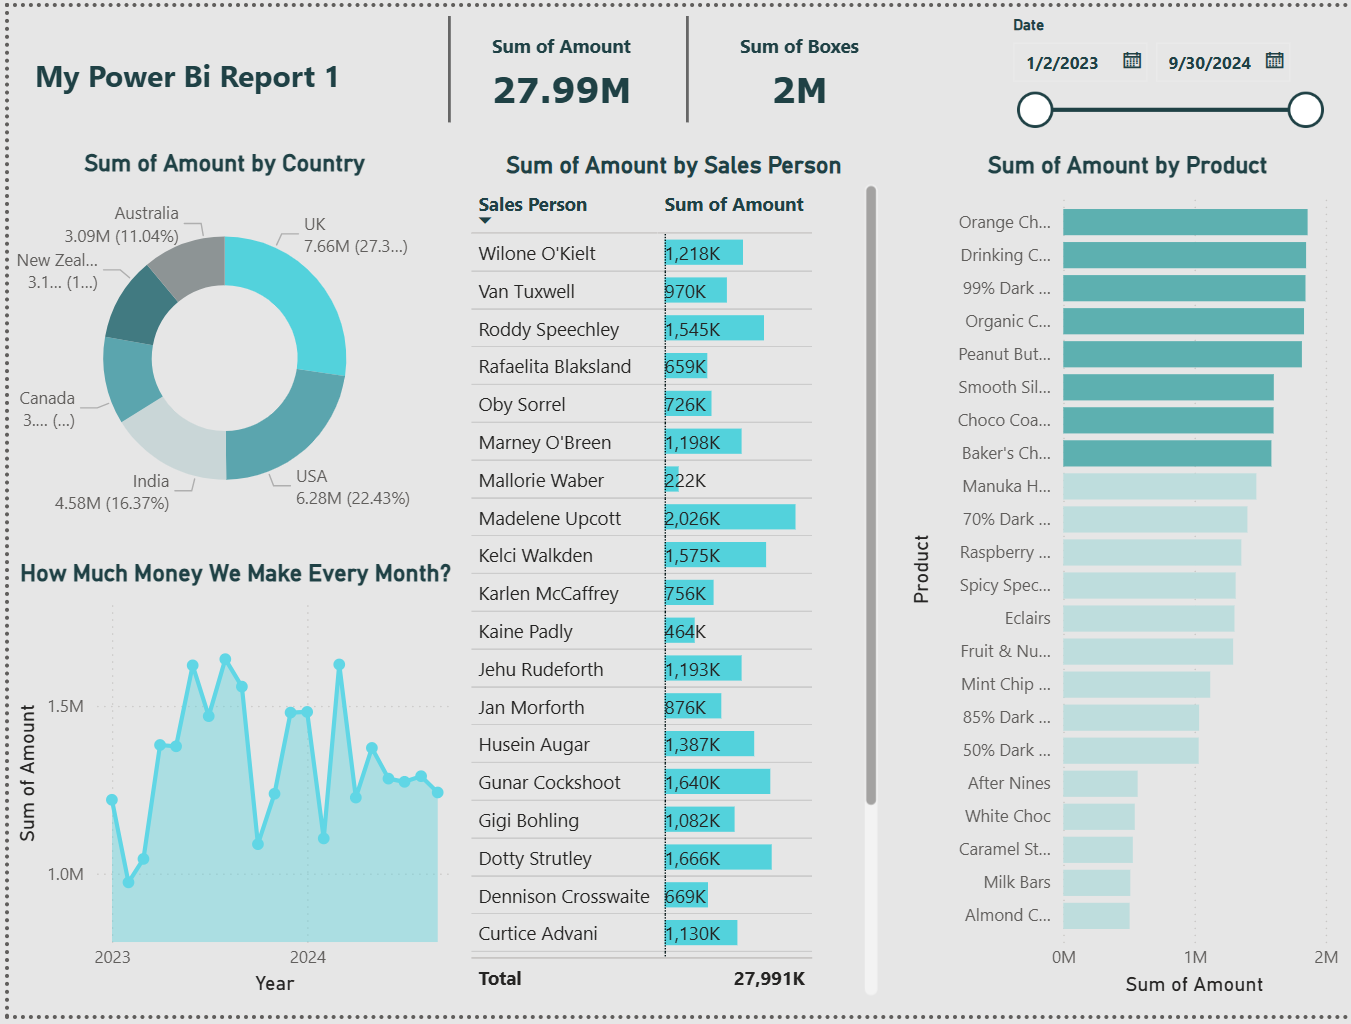 My Power Bi Report 1
Sum of Amount
27.99M
Sum of Boxes
2M
Date
1/2/2023
9/30/2024
Sum of Amount by Country
Australia
3.09M (11.04%)
UK
7.66M (27.3...)
New Zeal...
3.1... (1...)
Canada
3.... (...)
India
4.58M (16.37%)
USA
6.28M (22.43%)
How Much Money We Make Every Month?
Sum of Amount
1.5M
1.0M
2023
2024
Year
Sum of Amount by Sales Person
Sales Person Sum of Amount
Wilone O'Kielt 1,218K
Van Tuxwell 970K
Roddy Speechley 1,545K
Rafaelita Blaksland 659K
Oby Sorrel 726K
Marney O'Breen 1,198K
Mallorie Waber 222K
Madelene Upcott 2,026K
Kelci Walkden 1,575K
Karlen McCaffrey 756K
Kaine Padly 464K
Jehu Rudeforth 1,193K
Jan Morforth 876K
Husein Augar 1,387K
Gunar Cockshoot 1,640K
Gigi Bohling 1,082K
Dotty Strutley 1,666K
Dennison Crosswaite 669K
Curtice Advani 1,130K
Total 27,991K
Sum of Amount by Product
Product
Orange Ch...
Drinking C...
99% Dark ...
Organic C...
Peanut But...
Smooth Sil...
Choco Coa...
Baker's Ch...
Manuka H...
70% Dark ...
Raspberry ...
Spicy Spec...
Eclairs
Fruit & Nu...
Mint Chip ...
85% Dark ...
50% Dark ...
After Nines
White Choc
Caramel St...
Milk Bars
Almond C...
0M
1M
2M
Sum of Amount